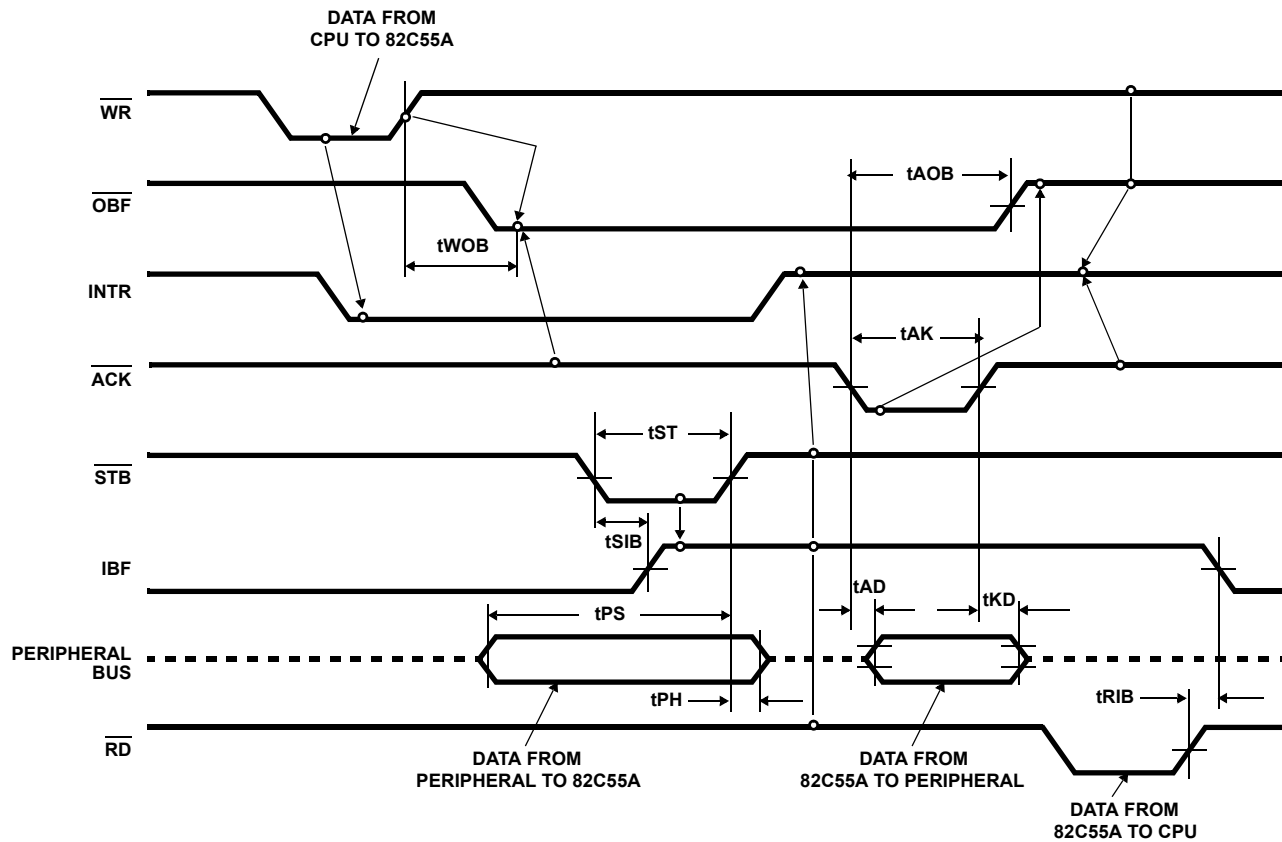 DATA FROM
CPU TO 82C55A
WR
OBF
tAOB
tWOB
INTR
tAK
ACK
tST
STB
tSIB
IBF
tAD
tKD
tPS
PERIPHERAL
BUS
tPH
tRIB
RD
DATA FROM
PERIPHERAL TO 82C55A
DATA FROM
82C55A TO PERIPHERAL
DATA FROM
82C55A TO CPU